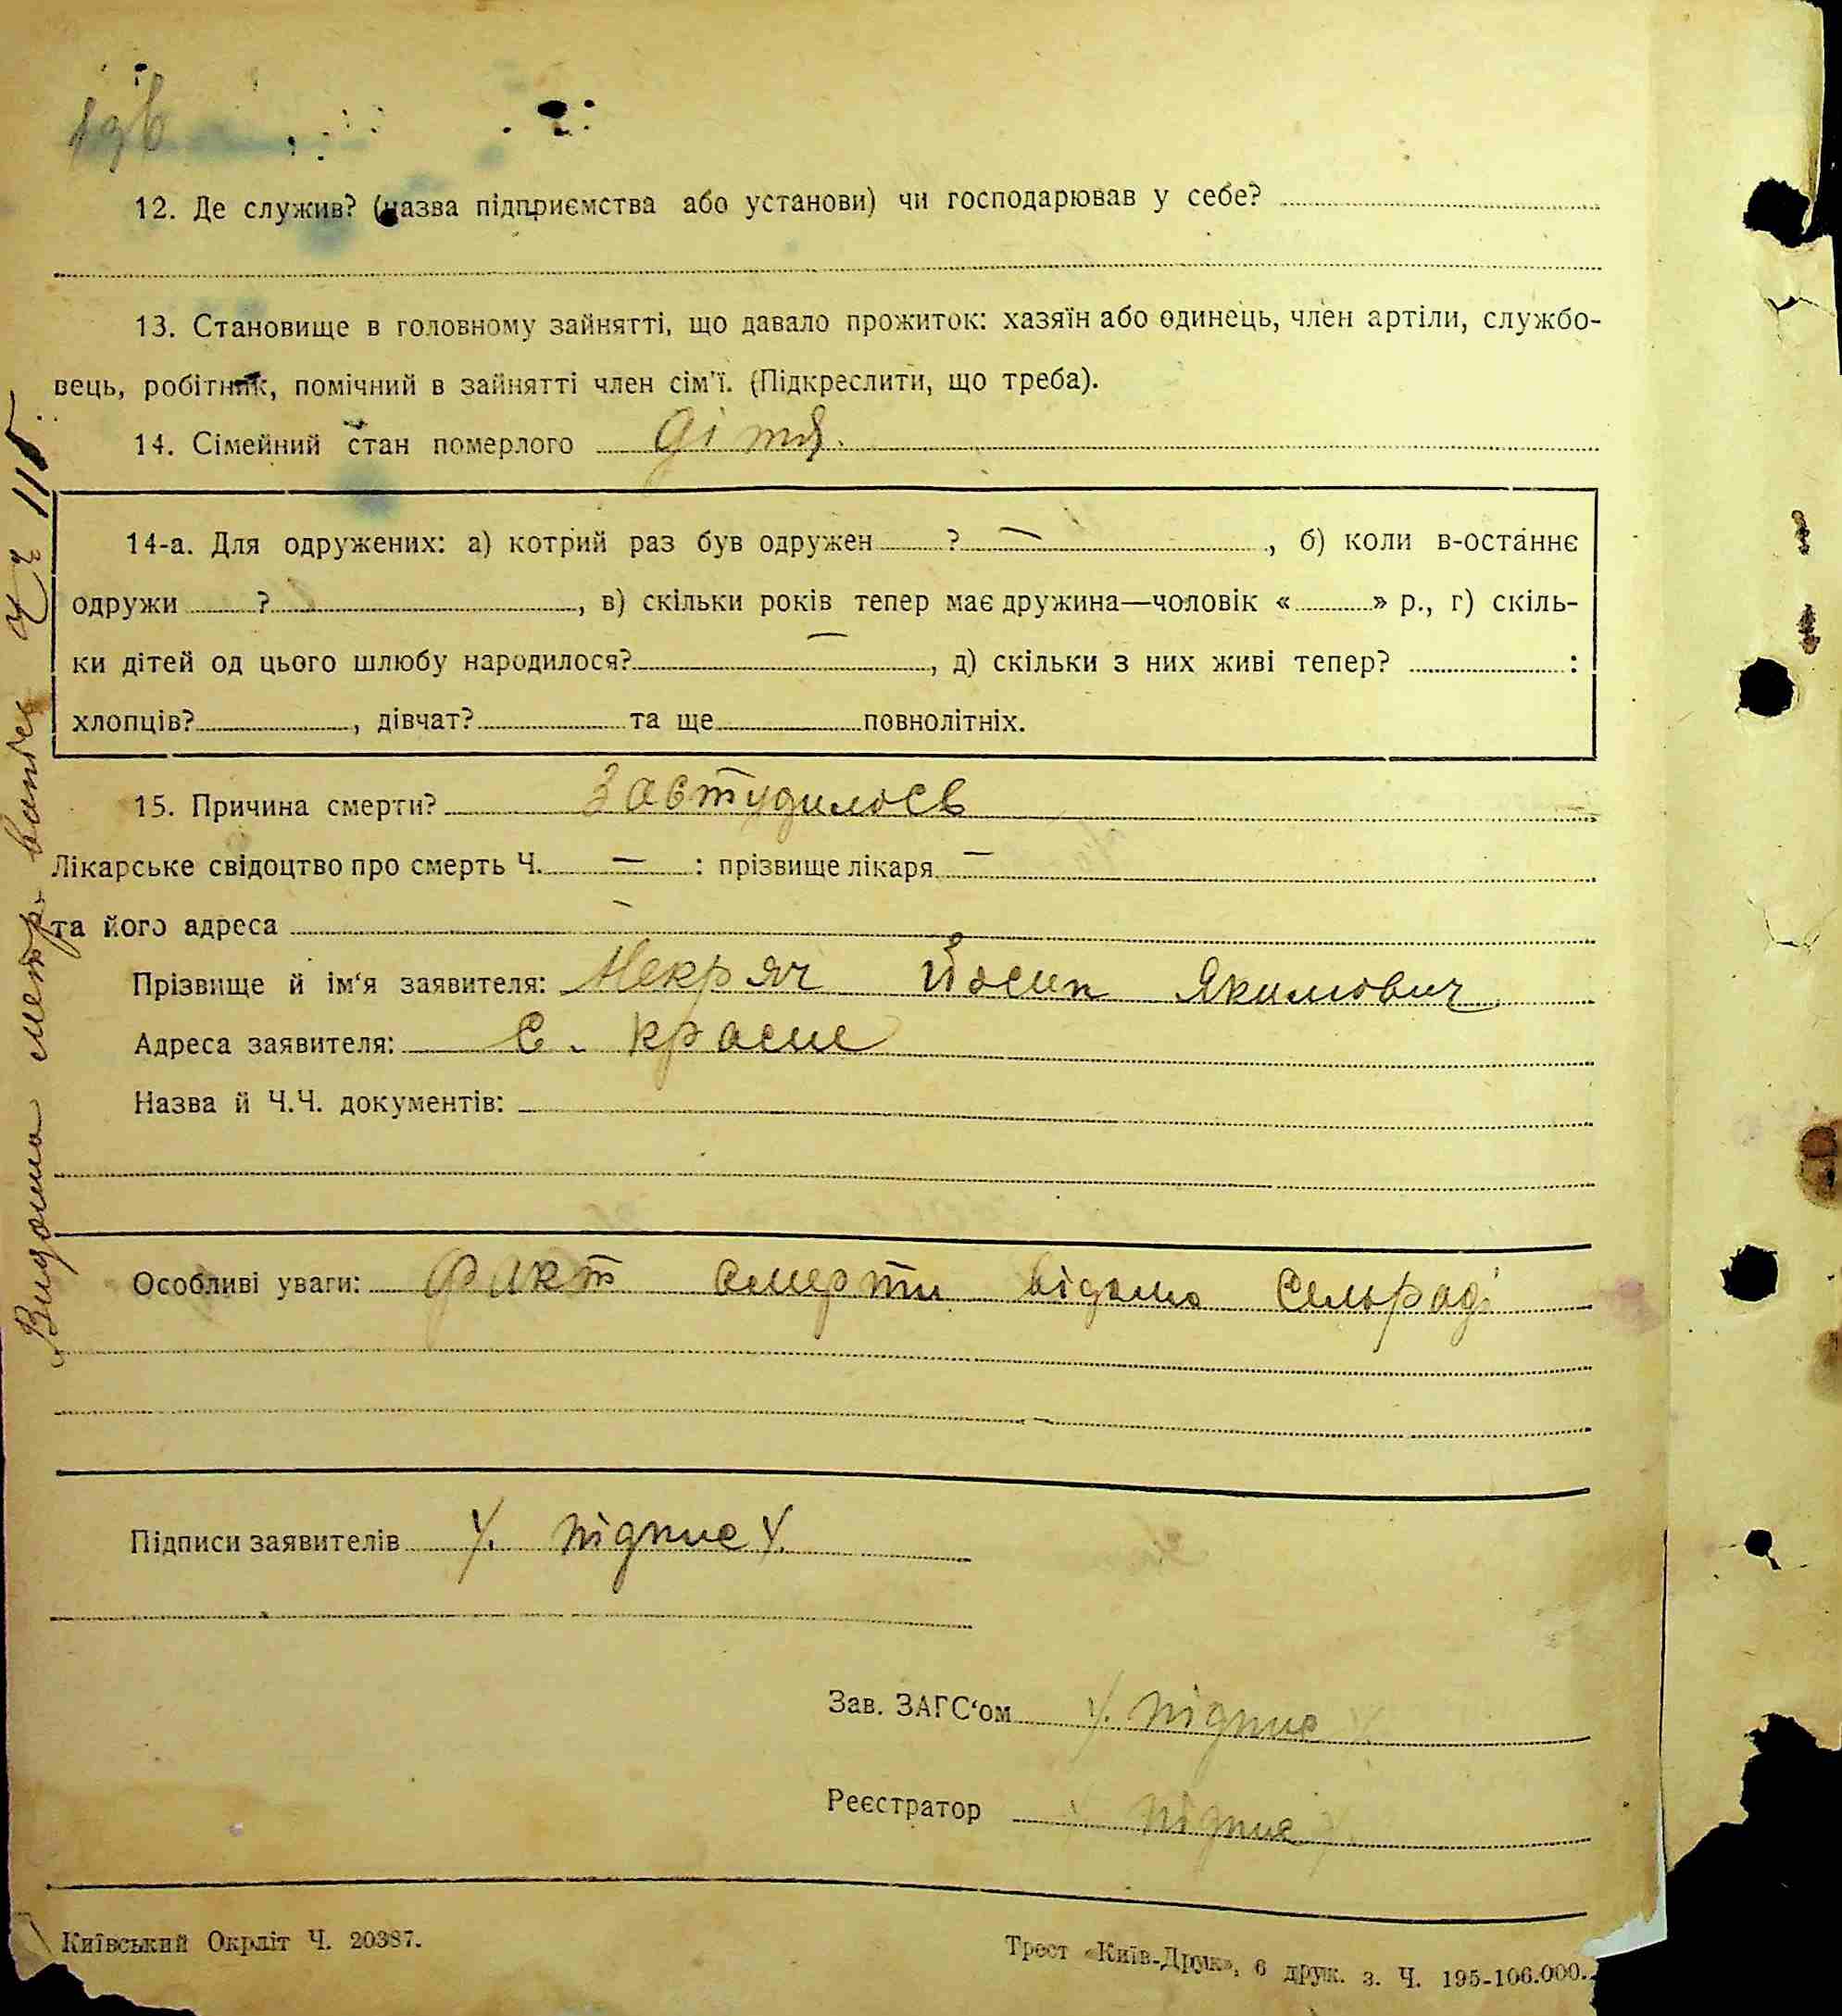 12. Де служив? (назва підприємства або установи) чи господарював у себе?
13. Становище в головному зайнятті, що давало прожиток: хазяїн або одинець, член артіли, службо-
вець, робітник, помічний в зайнятті член сім'ї. (Підкреслити, що треба).
14. Сімейний стан померлого дітя.
14-а. Для одружених: а) котрий раз був одружен ? —, б) коли в-останнє
одружи ? , в) скільки років тепер має дружина—чоловік « » р., г) скіль-
ки дітей од цього шлюбу народилося? —, д) скільки з них живі тепер? :
хлопців? , дівчат? та ще повнолітніх.
15. Причина смерти? Завтудилось
Лікарське свідоцтво про смерть Ч. — : прізвище лікаря —
та його адреса —
Прізвище й ім'я заявителя: Некряч Йосип Якимович
Адреса заявителя: С. Красне
Назва й Ч.Ч. документів:
Особливі уваги: факт смерти відомо Сельраді
Підписи заявителів /. підпис /.
Зав. ЗАГС'ом /. підпис /.
Реєстратор / підпис /.
Київський Окрліт Ч. 20387.
Трест «Київ-Друк», 6 друк. з. Ч. 195-106.000.
Видано метр. витяг 115